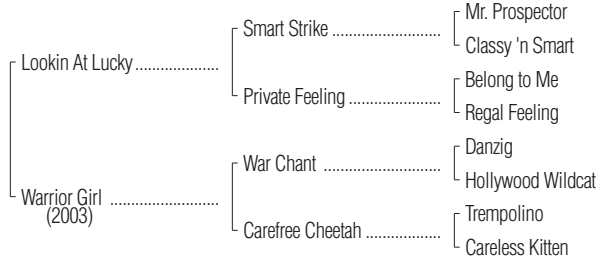 Mr. Prospector
Smart Strike ......................
Classy 'n Smart
Lookin At Lucky.................
Belong to Me
Private Feeling ...................
Regal Feeling
Danzig
War Chant ........................
Hollywood Wildcat
Warrior Girl ......................
(2003)
Trempolino
Carefree Cheetah ...............
Careless Kitten